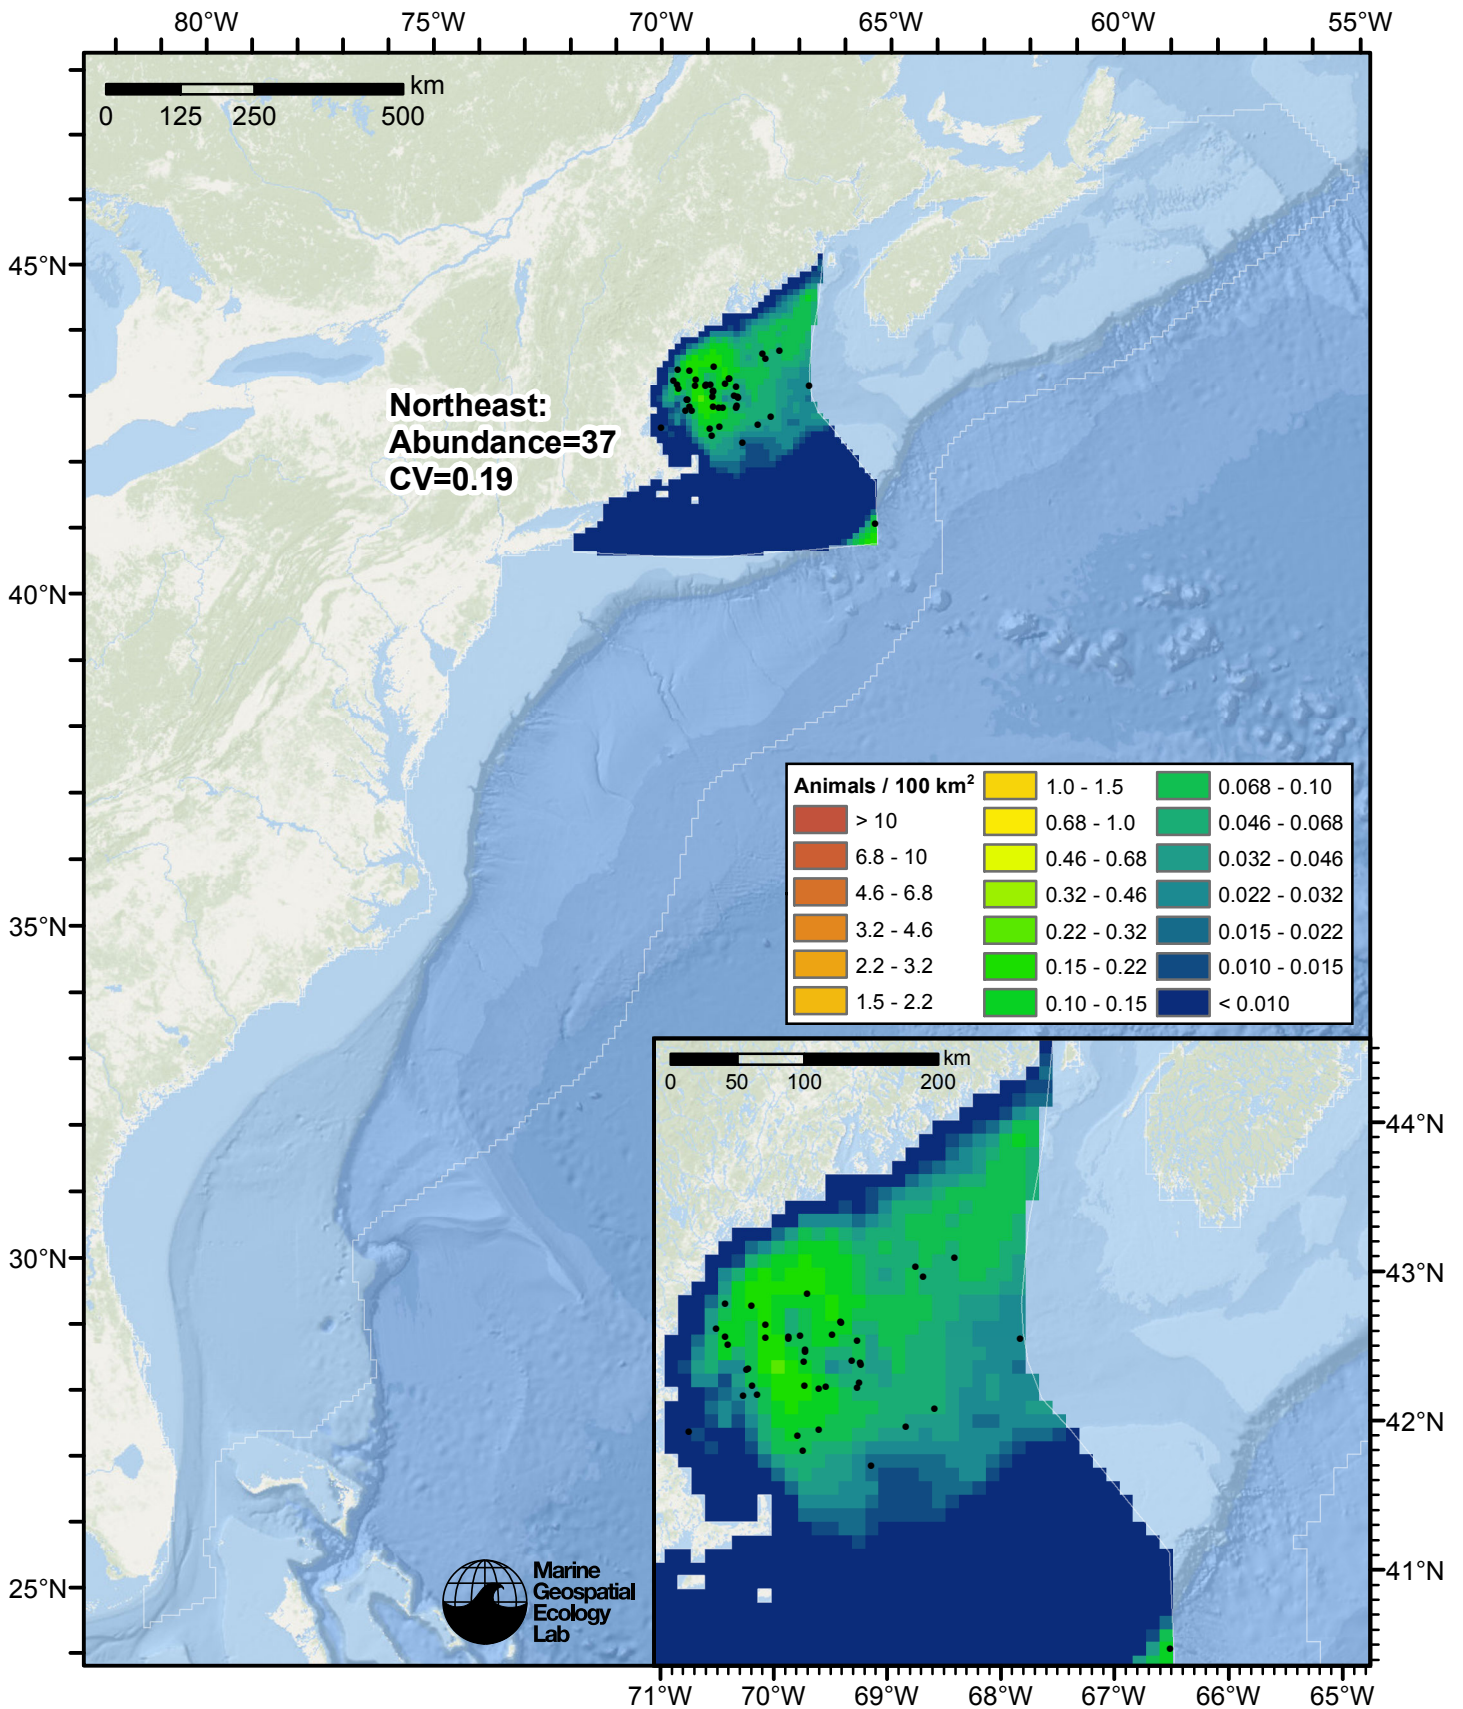 80°W 75°W 70°W 65°W 60°W 55°W
km
0 125 250 500
45°N
40°N
35°N
30°N
25°N
Northeast:
Abundance=37
CV=0.19
Animals / 100 km²
> 10
6.8 - 10
4.6 - 6.8
3.2 - 4.6
2.2 - 3.2
1.5 - 2.2
1.0 - 1.5
0.68 - 1.0
0.46 - 0.68
0.32 - 0.46
0.22 - 0.32
0.15 - 0.22
0.10 - 0.15
0.068 - 0.10
0.046 - 0.068
0.032 - 0.046
0.022 - 0.032
0.015 - 0.022
0.010 - 0.015
< 0.010
km
0 50 100 200
44°N
43°N
42°N
41°N
Marine
Geospatial
Ecology
Lab
71°W 70°W 69°W 68°W 67°W 66°W 65°W